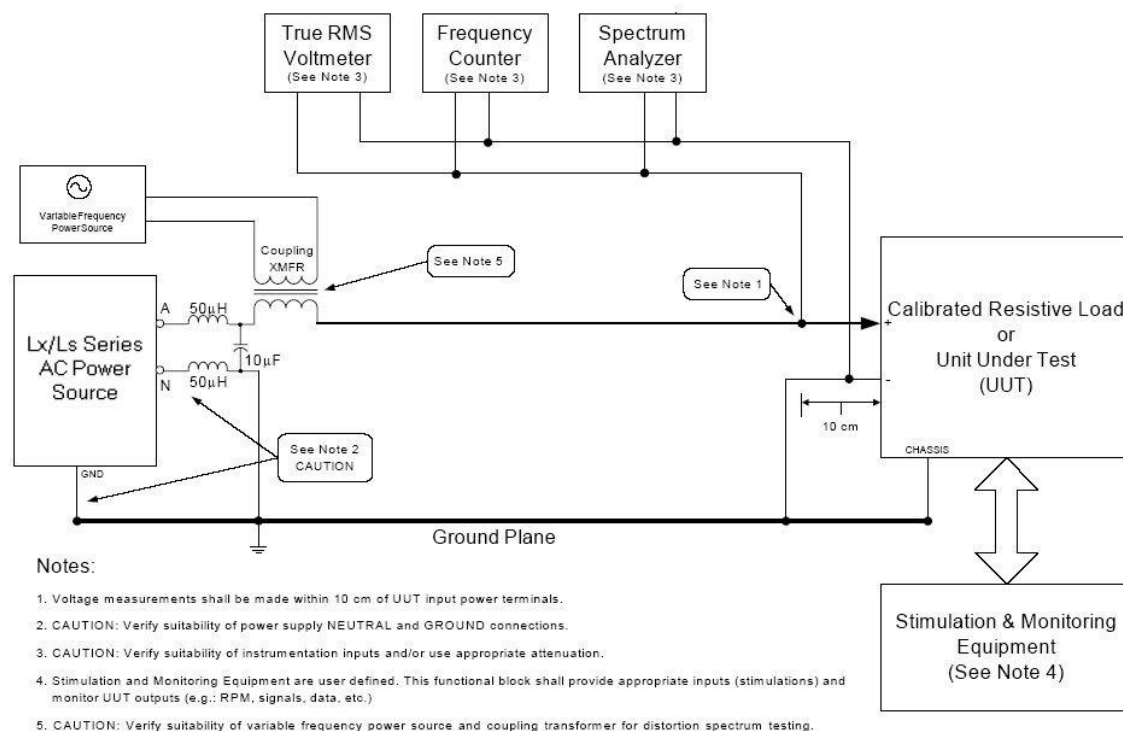 True RMS
Voltmeter
(See Note 3)
Frequency
Counter
(See Note 3)
Spectrum
Analyzer
(See Note 3)
Variable Frequency
Power Source
Coupling
XMFR
See Note 5
See Note 1
Lx/Ls Series
AC Power
Source
A
50µH
10µF
N
50µH
GND
See Note 2
CAUTION
+
Calibrated Resistive Load
or
Unit Under Test
(UUT)
-
10 cm
CHASSIS
Ground Plane
Stimulation & Monitoring
Equipment
(See Note 4)
Notes:
1. Voltage measurements shall be made within 10 cm of UUT input power terminals.
2. CAUTION: Verify suitability of power supply NEUTRAL and GROUND connections.
3. CAUTION: Verify suitability of instrumentation inputs and/or use appropriate attenuation.
4. Stimulation and Monitoring Equipment are user defined. This functional block shall provide appropriate inputs (stimulations) and
monitor UUT outputs (e.g.: RPM, signals, data, etc.)
5. CAUTION: Verify suitability of variable frequency power source and coupling transformer for distortion spectrum testing.